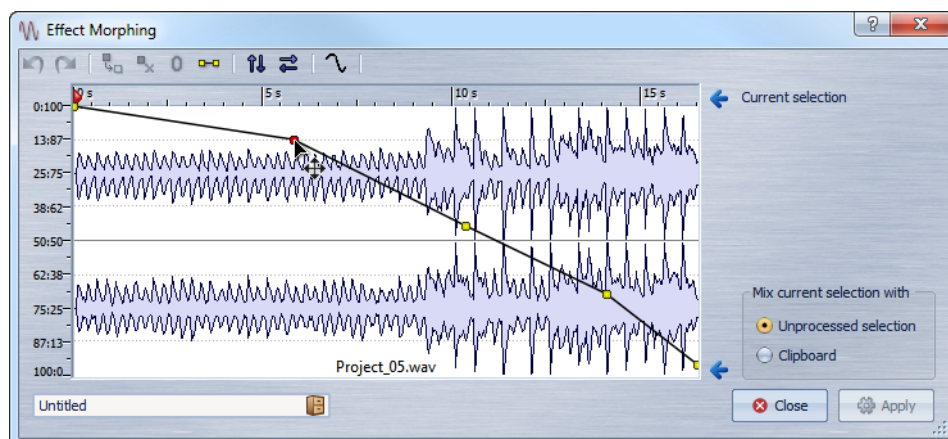 Effect Morphing
0 s 5 s 10 s 15 s
Current selection
0:100
13:87
25:75
38:62
50:50
62:38
75:25
87:13
100:0
Project_05.wav
Mix current selection with
Unprocessed selection
Clipboard
Untitled
Close
Apply